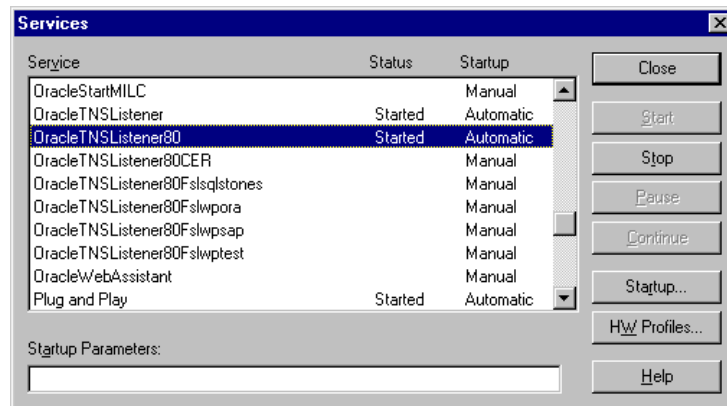 Services
Service Status Startup
OracleStartMILC Manual
OracleTNSListener Started Automatic
OracleTNSListener80 Started Automatic
OracleTNSListener80CER Manual
OracleTNSListener80Fslsqlstones Manual
OracleTNSListener80Fslwpora Manual
OracleTNSListener80Fslwpsap Manual
OracleTNSListener80Fslwptest Manual
OracleWebAssistant Manual
Plug and Play Started Automatic
Startup Parameters:
Close
Start
Stop
Pause
Continue
Startup...
HW Profiles...
Help